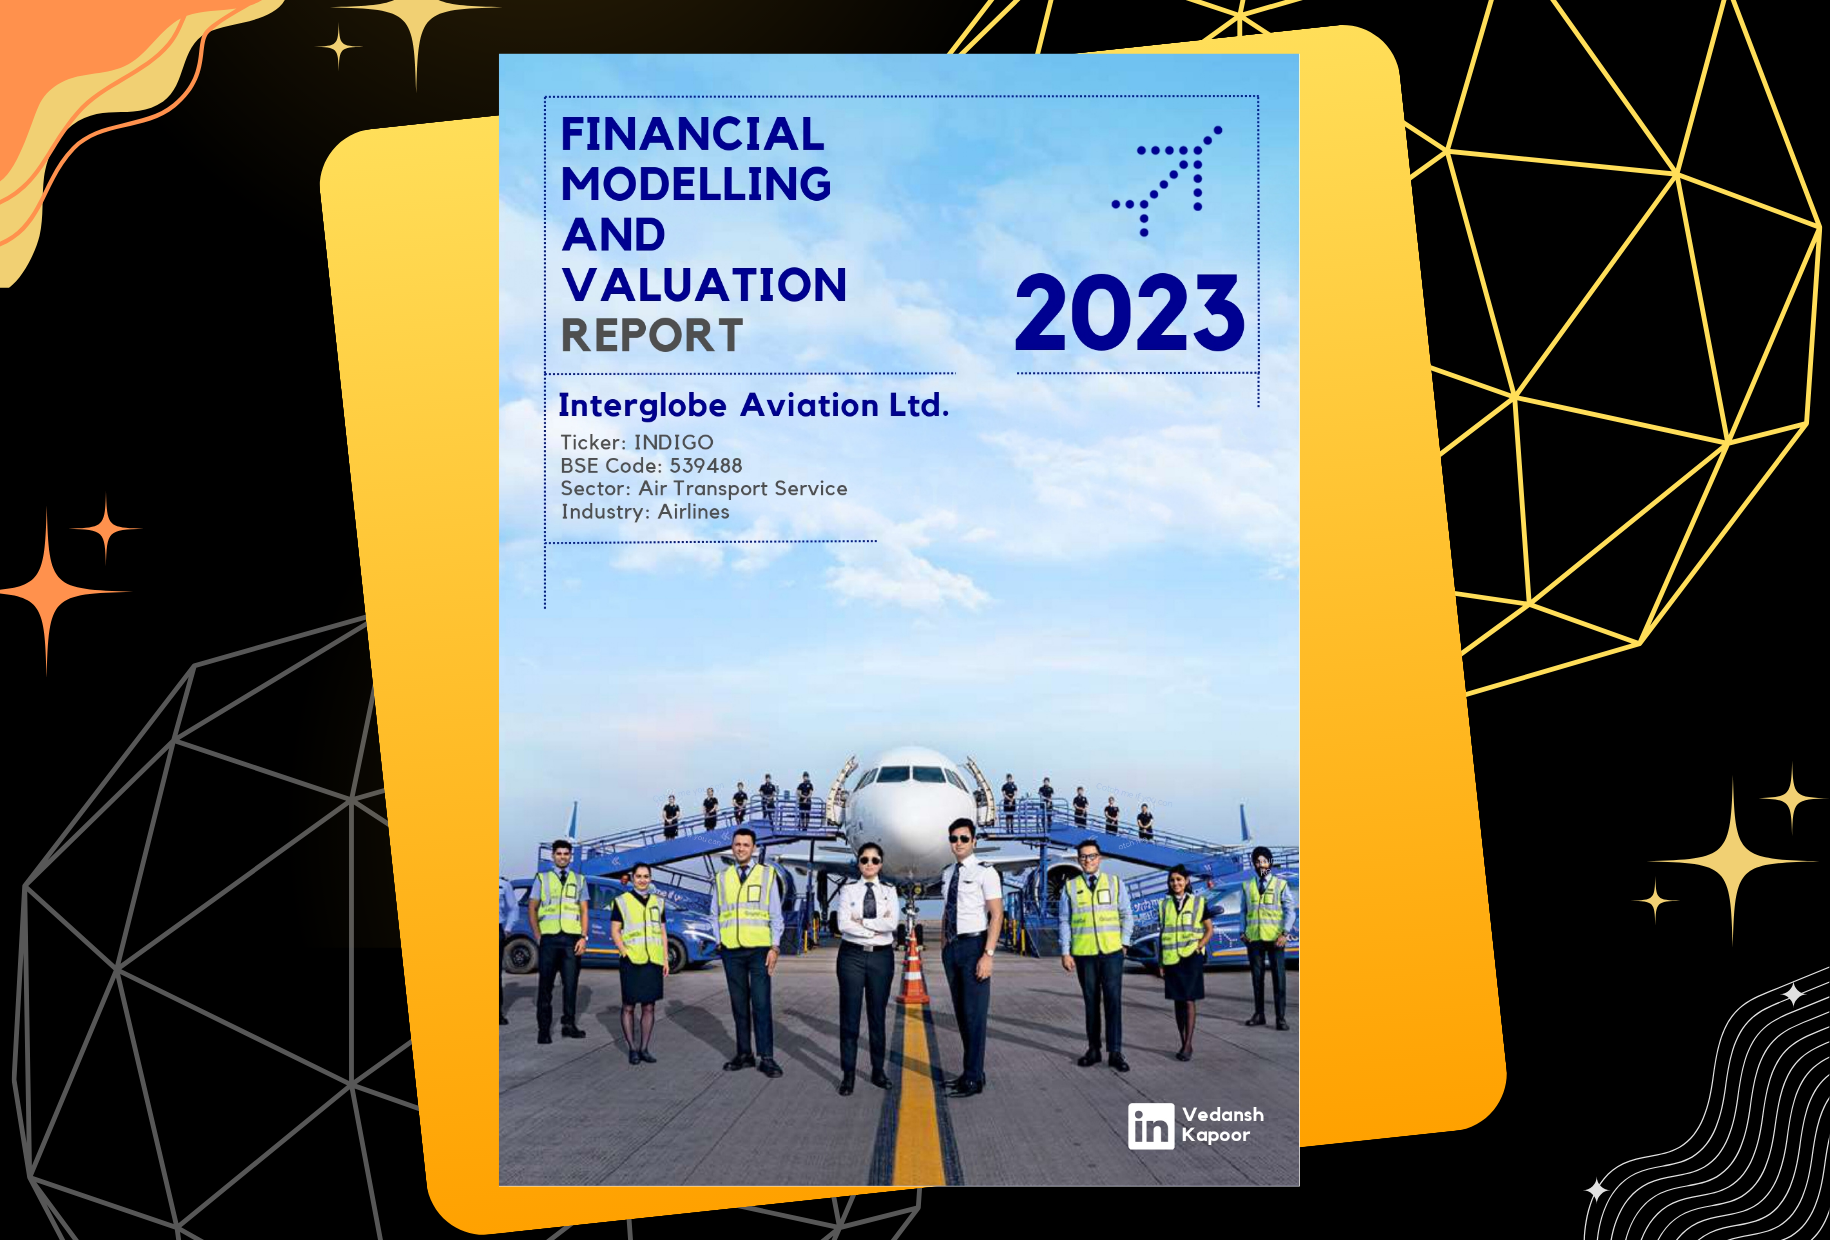 FINANCIAL
MODELLING
AND
VALUATION
REPORT
2023
Interglobe Aviation Ltd.
Ticker: INDIGO
BSE Code: 539488
Sector: Air Transport Service
Industry: Airlines
in Vedansh
Kapoor